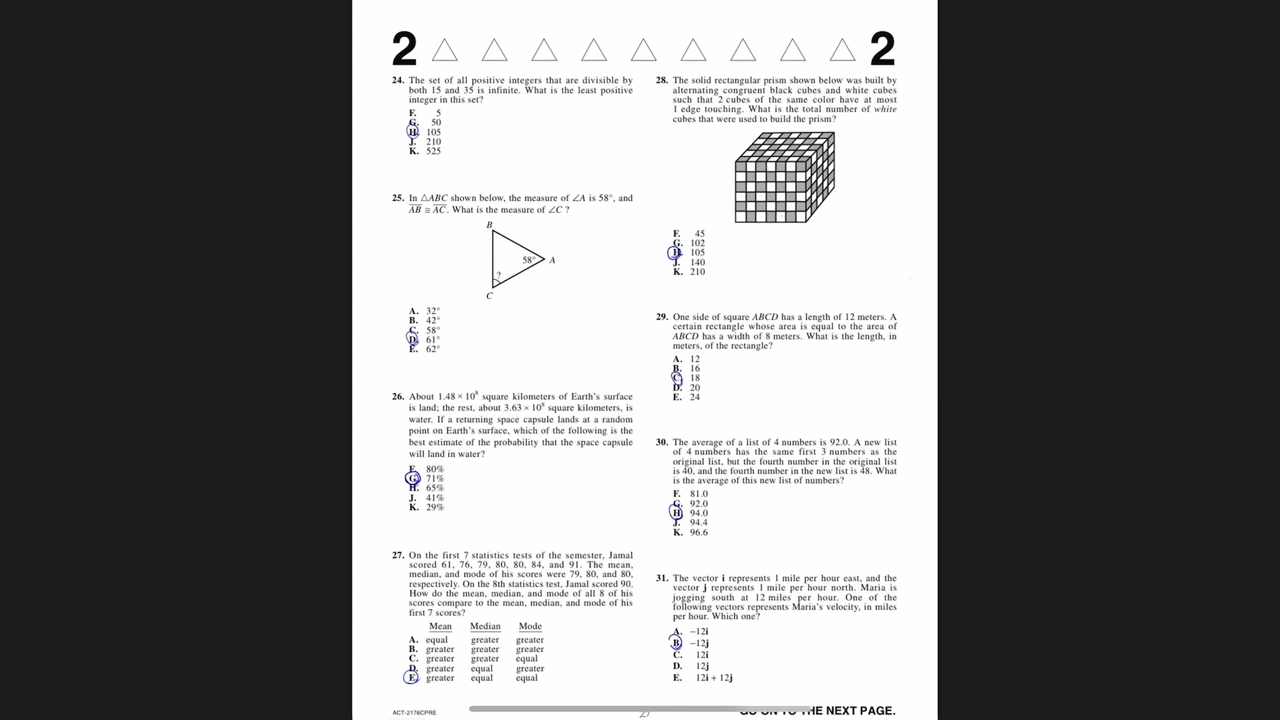 2 2
24. The set of all positive integers that are divisible by
both 15 and 35 is infinite. What is the least positive
integer in this set?
F. 5
G. 50
H. 105
J. 210
K. 525
25. In △ABC shown below, the measure of ∠A is 58°, and
AB ≅ AC. What is the measure of ∠C ?
B
58° A
?
C
A. 32°
B. 42°
C. 58°
D. 61°
E. 62°
26. About 1.48 × 10⁸ square kilometers of Earth's surface
is land; the rest, about 3.63 × 10⁸ square kilometers, is
water. If a returning space capsule lands at a random
point on Earth's surface, which of the following is the
best estimate of the probability that the space capsule
will land in water?
F. 80%
G. 71%
H. 65%
J. 41%
K. 29%
27. On the first 7 statistics tests of the semester, Jamal
scored 61, 76, 79, 80, 80, 84, and 91. The mean,
median, and mode of his scores were 79, 80, and 80,
respectively. On the 8th statistics test, Jamal scored 90.
How do the mean, median, and mode of all 8 of his
scores compare to the mean, median, and mode of his
first 7 scores?
Mean Median Mode
A. equal greater greater
B. greater greater greater
C. greater greater equal
D. greater equal greater
E. greater equal equal
28. The solid rectangular prism shown below was built by
alternating congruent black cubes and white cubes
such that 2 cubes of the same color have at most
1 edge touching. What is the total number of white
cubes that were used to build the prism?
F. 45
G. 102
H. 105
J. 140
K. 210
29. One side of square ABCD has a length of 12 meters. A
certain rectangle whose area is equal to the area of
ABCD has a width of 8 meters. What is the length, in
meters, of the rectangle?
A. 12
B. 16
C. 18
D. 20
E. 24
30. The average of a list of 4 numbers is 92.0. A new list
of 4 numbers has the same first 3 numbers as the
original list, but the fourth number in the original list
is 40, and the fourth number in the new list is 48. What
is the average of this new list of numbers?
F. 81.0
G. 92.0
H. 94.0
J. 94.4
K. 96.6
31. The vector i represents 1 mile per hour east, and the
vector j represents 1 mile per hour north. Maria is
jogging south at 12 miles per hour. One of the
following vectors represents Maria's velocity, in miles
per hour. Which one?
A. −12i
B. −12j
C. 12i
D. 12j
E. 12i + 12j
ACT-2176CPRE GO ON TO THE NEXT PAGE.